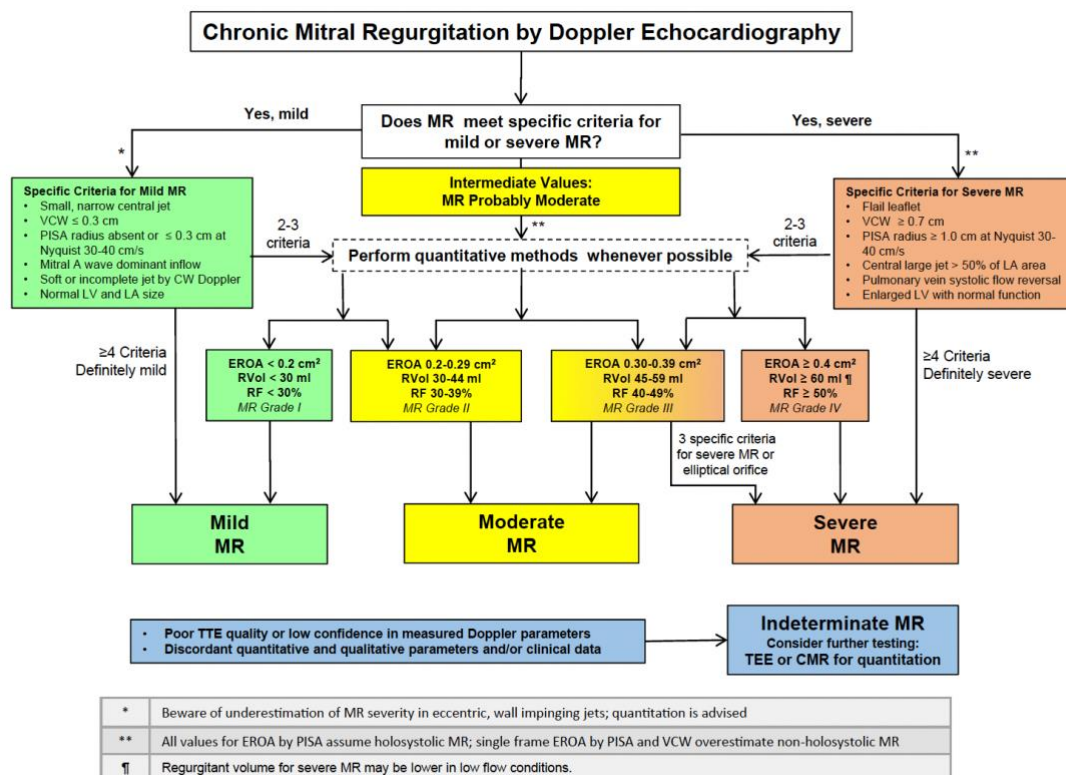 Chronic Mitral Regurgitation by Doppler Echocardiography
Yes, mild
Does MR meet specific criteria for
mild or severe MR?
Yes, severe
*
**
Specific Criteria for Mild MR
• Small, narrow central jet
• VCW ≤ 0.3 cm
• PISA radius absent or ≤ 0.3 cm at
Nyquist 30-40 cm/s
• Mitral A wave dominant inflow
• Soft or incomplete jet by CW Doppler
• Normal LV and LA size
Intermediate Values:
MR Probably Moderate
**
Specific Criteria for Severe MR
• Flail leaflet
• VCW ≥ 0.7 cm
• PISA radius ≥ 1.0 cm at Nyquist 30-
40 cm/s
• Central large jet > 50% of LA area
• Pulmonary vein systolic flow reversal
• Enlarged LV with normal function
2-3
criteria
Perform quantitative methods whenever possible
2-3
criteria
≥4 Criteria
Definitely mild
EROA < 0.2 cm²
RVol < 30 ml
RF < 30%
MR Grade I
EROA 0.2-0.29 cm²
RVol 30-44 ml
RF 30-39%
MR Grade II
EROA 0.30-0.39 cm²
RVol 45-59 ml
RF 40-49%
MR Grade III
EROA ≥ 0.4 cm²
RVol ≥ 60 ml ¶
RF ≥ 50%
MR Grade IV
≥4 Criteria
Definitely severe
3 specific criteria
for severe MR or
elliptical orifice
Mild
MR
Moderate
MR
Severe
MR
• Poor TTE quality or low confidence in measured Doppler parameters
• Discordant quantitative and qualitative parameters and/or clinical data
Indeterminate MR
Consider further testing:
TEE or CMR for quantitation
* Beware of underestimation of MR severity in eccentric, wall impinging jets; quantitation is advised
** All values for EROA by PISA assume holosystolic MR; single frame EROA by PISA and VCW overestimate non-holosystolic MR
¶ Regurgitant volume for severe MR may be lower in low flow conditions.